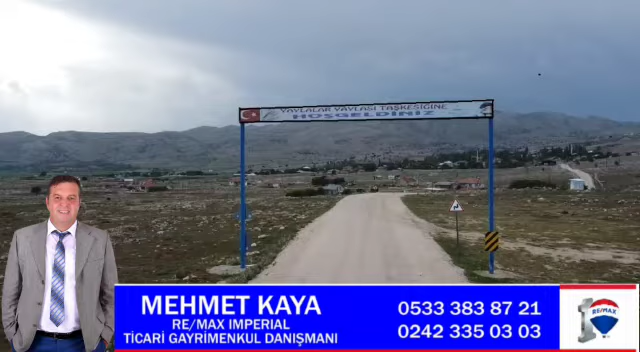 YAYLALAR YAYLASI TAŞKESİĞİNE
HOŞGELDİNİZ
MEHMET KAYA
RE/MAX IMPERIAL
TİCARİ GAYRİMENKUL DANIŞMANI
0533 383 87 21
0242 335 03 03
1
RE/MAX